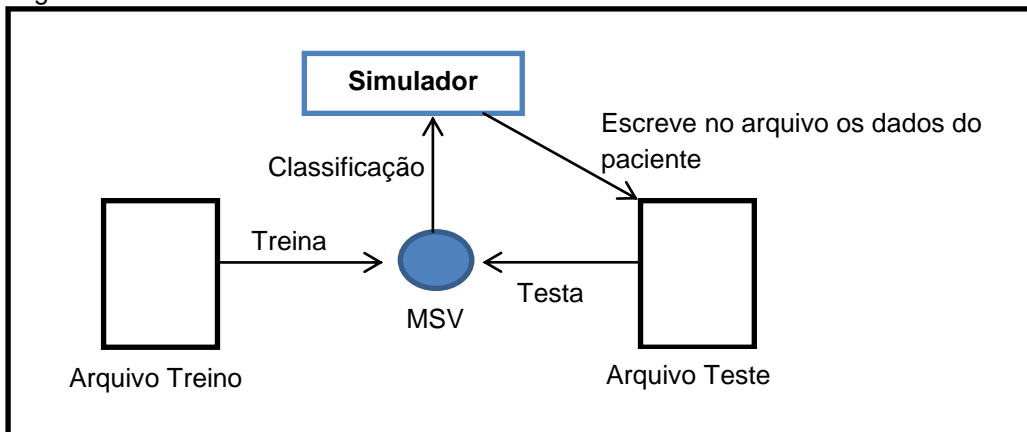 Simulador
Escreve no arquivo os dados do
paciente
Classificação
Treina
Testa
MSV
Arquivo Treino
Arquivo Teste